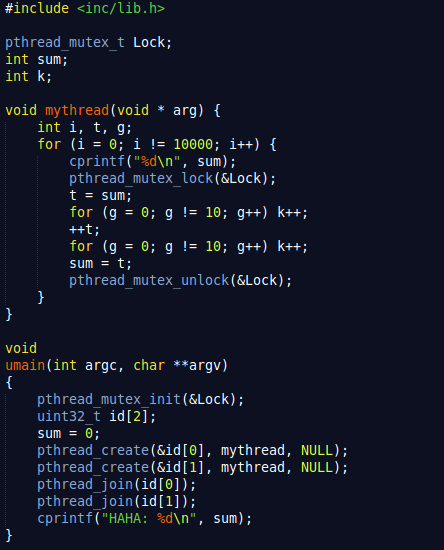 #include <inc/lib.h>

pthread_mutex_t Lock;
int sum;
int k;

void mythread(void * arg) {
    int i, t, g;
    for (i = 0; i != 10000; i++) {
        cprintf("%d\n", sum);
        pthread_mutex_lock(&Lock);
        t = sum;
        for (g = 0; g != 10; g++) k++;
        ++t;
        for (g = 0; g != 10; g++) k++;
        sum = t;
        pthread_mutex_unlock(&Lock);
    }
}

void
umain(int argc, char **argv)
{
    pthread_mutex_init(&Lock);
    uint32_t id[2];
    sum = 0;
    pthread_create(&id[0], mythread, NULL);
    pthread_create(&id[1], mythread, NULL);
    pthread_join(id[0]);
    pthread_join(id[1]);
    cprintf("HAHA: %d\n", sum);
}